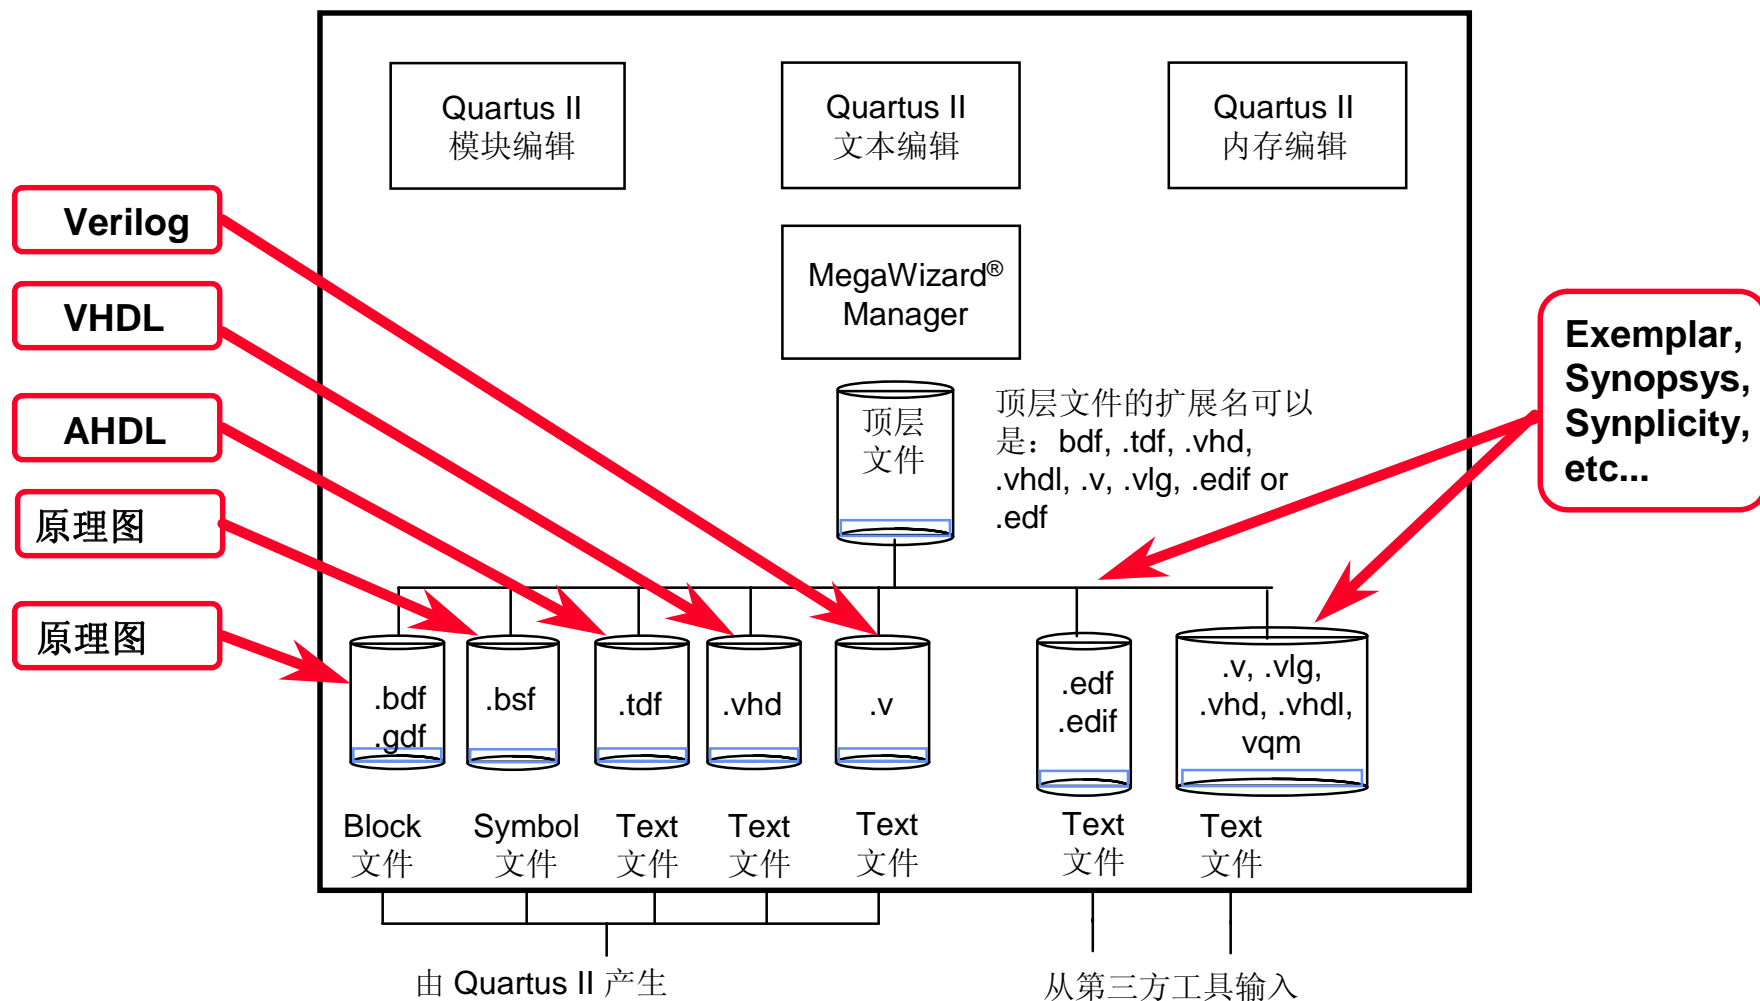 Quartus II
模块编辑
Quartus II
文本编辑
Quartus II
内存编辑
Verilog
VHDL
AHDL
原理图
原理图
MegaWizard®
Manager
顶层
文件
顶层文件的扩展名可以
是：bdf, .tdf, .vhd,
.vhdl, .v, .vlg, .edif or
.edf
Exemplar,
Synopsys,
Synplicity,
etc...
.bdf
.gdf
.bsf
.tdf
.vhd
.v
.edf
.edif
.v, .vlg,
.vhd, .vhdl,
vqm
Block
文件
Symbol
文件
Text
文件
Text
文件
Text
文件
Text
文件
Text
文件
由 Quartus II 产生
从第三方工具输入